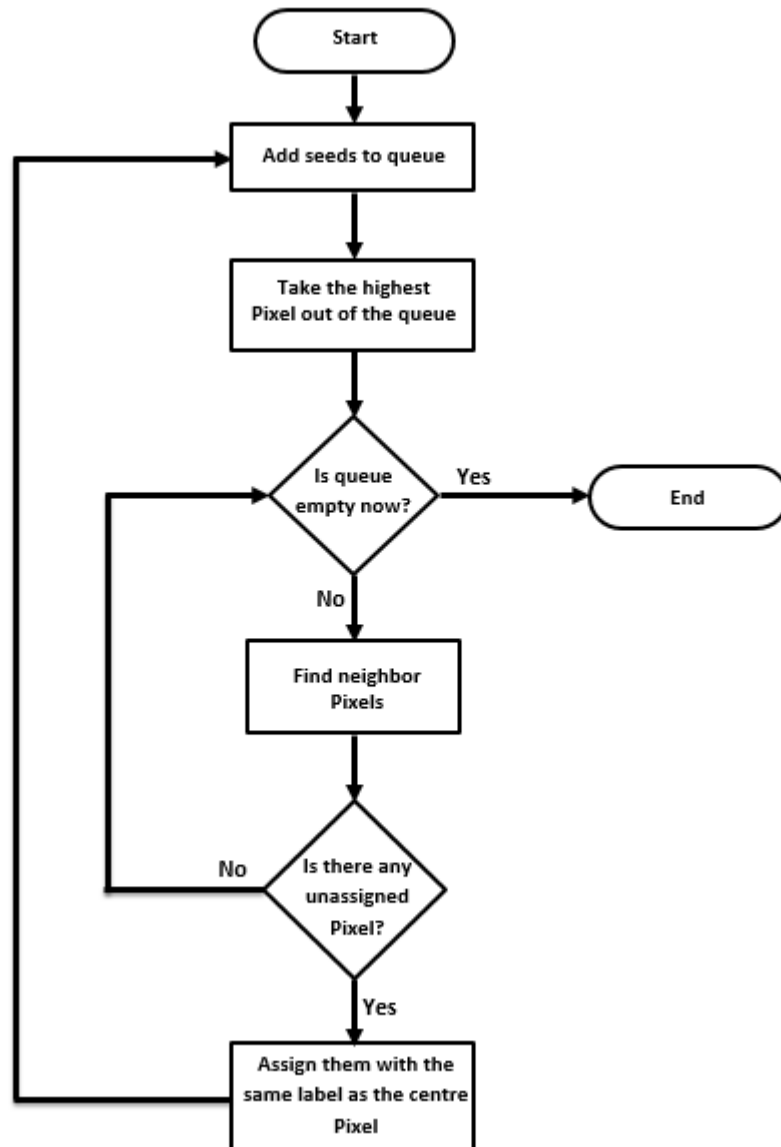 Start
Add seeds to queue
Take the highest
Pixel out of the queue
Is queue
empty now?
Yes
End
No
Find neighbor
Pixels
No
Is there any
unassigned
Pixel?
Yes
Assign them with the
same label as the centre
Pixel